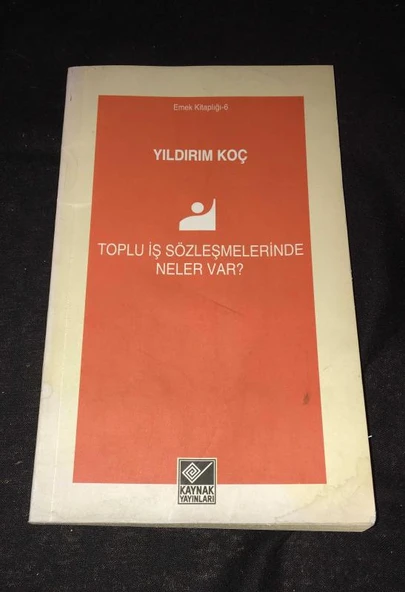 Emek Kitaplığı-6
YILDIRIM KOÇ
TOPLU İŞ SÖZLEŞMELERİNDE
NELER VAR?
KAYNAK
YAYINLARI